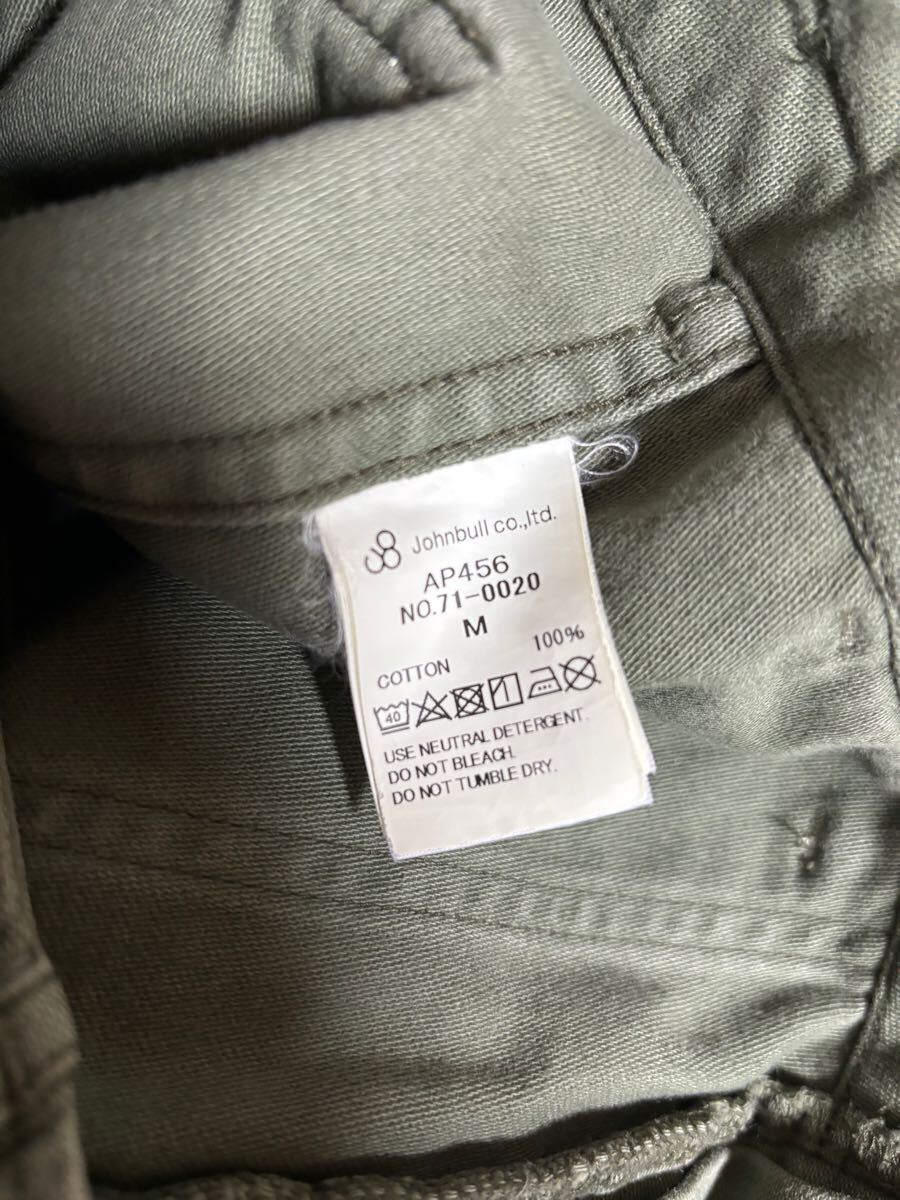 Johnbull co.,ltd.
AP456
NO.71-0020
M
COTTON 100%
40
USE NEUTRAL DETERGENT.
DO NOT BLEACH.
DO NOT TUMBLE DRY.